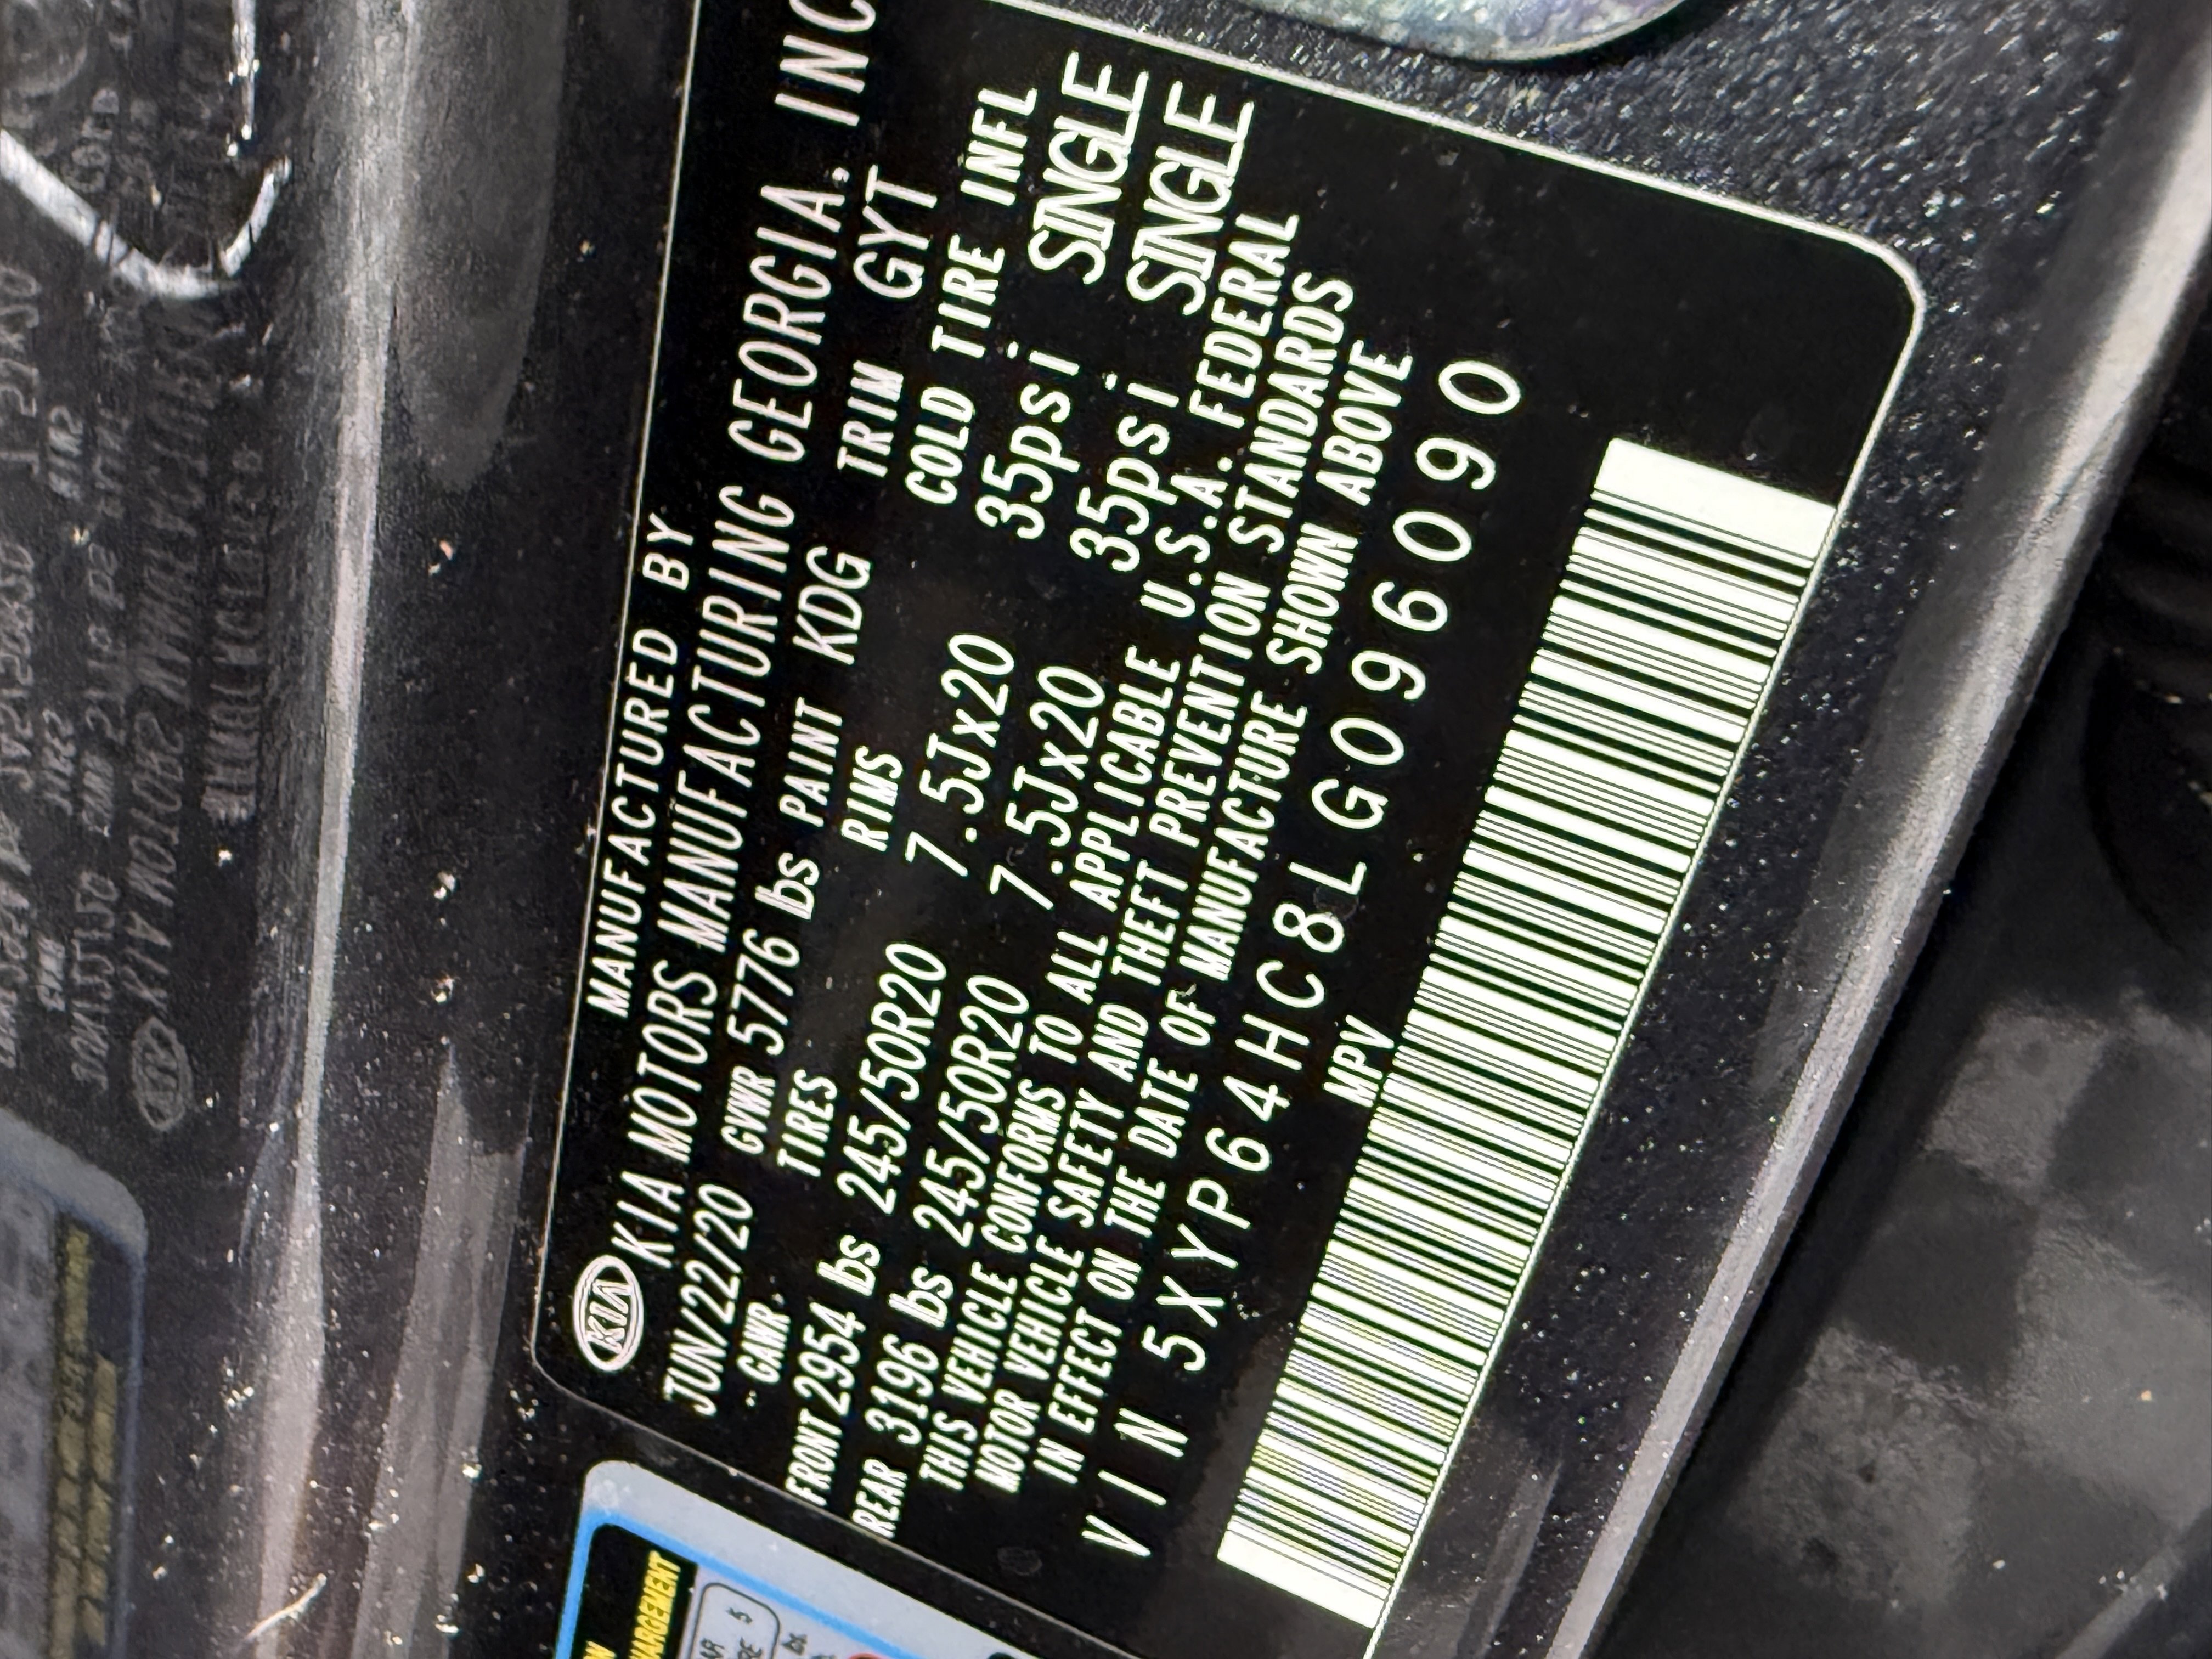 KIA
MANUFACTURED BY
KIA MOTORS MANUFACTURING GEORGIA, INC
JUN/22/20 GVWR 5776 lbs PAINT KDG TRIM GYT
GAWR. TIRES RIMS COLD TIRE INFL
FRONT 2954 lbs 245/50R20 7.5Jx20 35psi SINGLE
REAR 3196 lbs 245/50R20 7.5Jx20 35psi SINGLE
THIS VEHICLE CONFORMS TO ALL APPLICABLE U.S.A. FEDERAL
MOTOR VEHICLE SAFETY AND THEFT PREVENTION STANDARDS
IN EFFECT ON THE DATE OF MANUFACTURE SHOWN ABOVE
VIN 5XYP64HC8LG096090
MPV